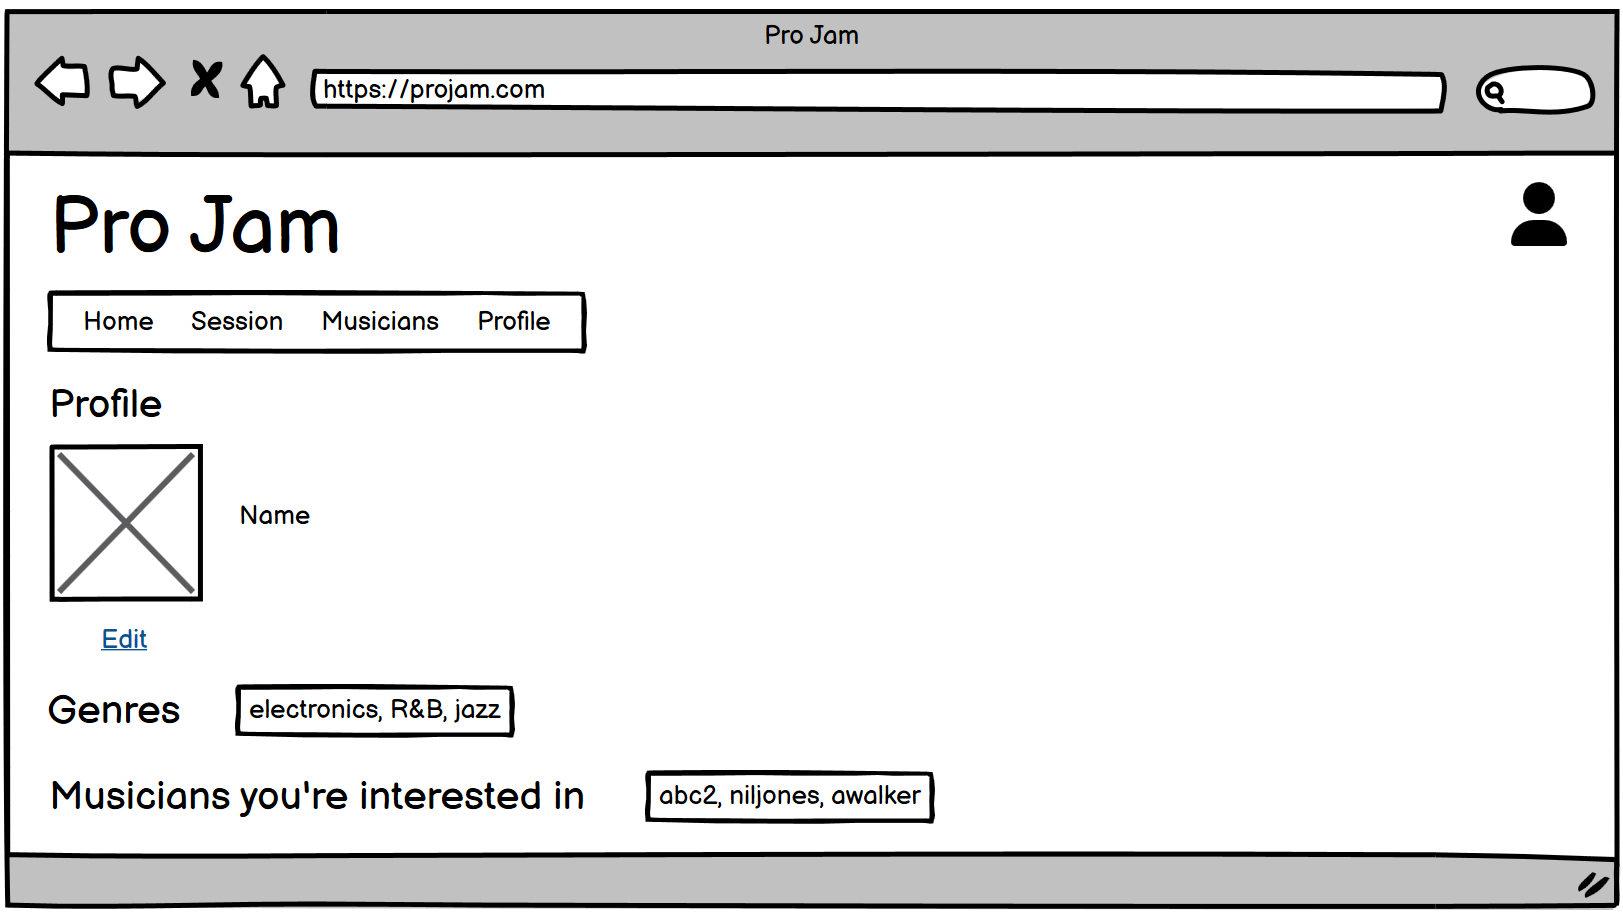 Pro Jam
https://projam.com
Pro Jam
Home Session Musicians Profile
Profile
Name
Edit
Genres electronics, R&B, jazz
Musicians you're interested in abc2, niljones, awalker